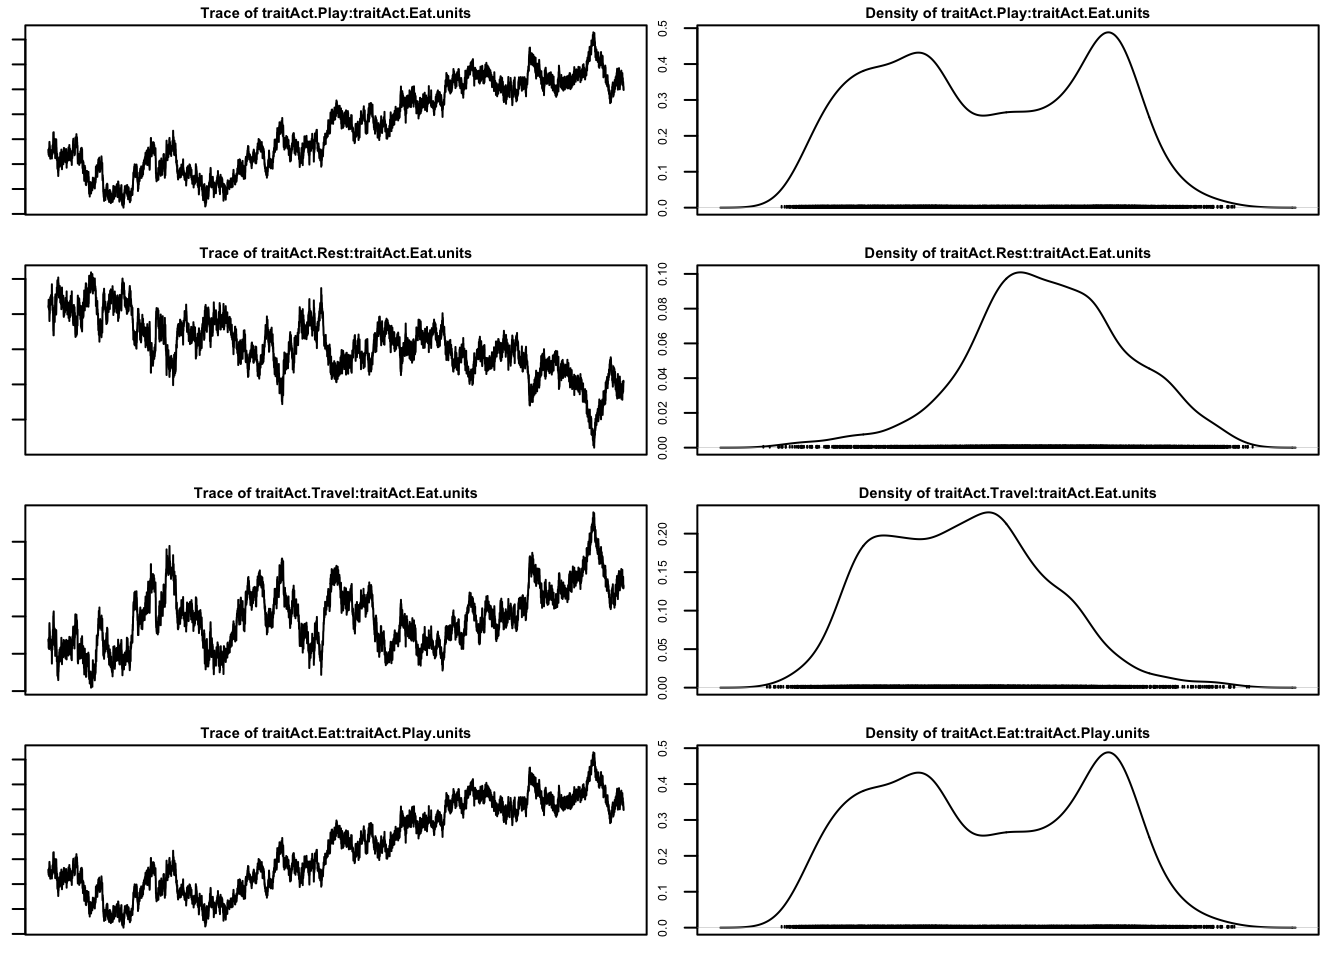 Trace of traitAct.Play:traitAct.Eat.units
Density of traitAct.Play:traitAct.Eat.units
0.5
0.4
0.3
0.2
0.1
0.0
Trace of traitAct.Rest:traitAct.Eat.units
Density of traitAct.Rest:traitAct.Eat.units
0.10
0.08
0.06
0.04
0.02
0.00
Trace of traitAct.Travel:traitAct.Eat.units
Density of traitAct.Travel:traitAct.Eat.units
0.20
0.15
0.10
0.05
0.00
Trace of traitAct.Eat:traitAct.Play.units
Density of traitAct.Eat:traitAct.Play.units
0.5
0.4
0.3
0.2
0.1
0.0